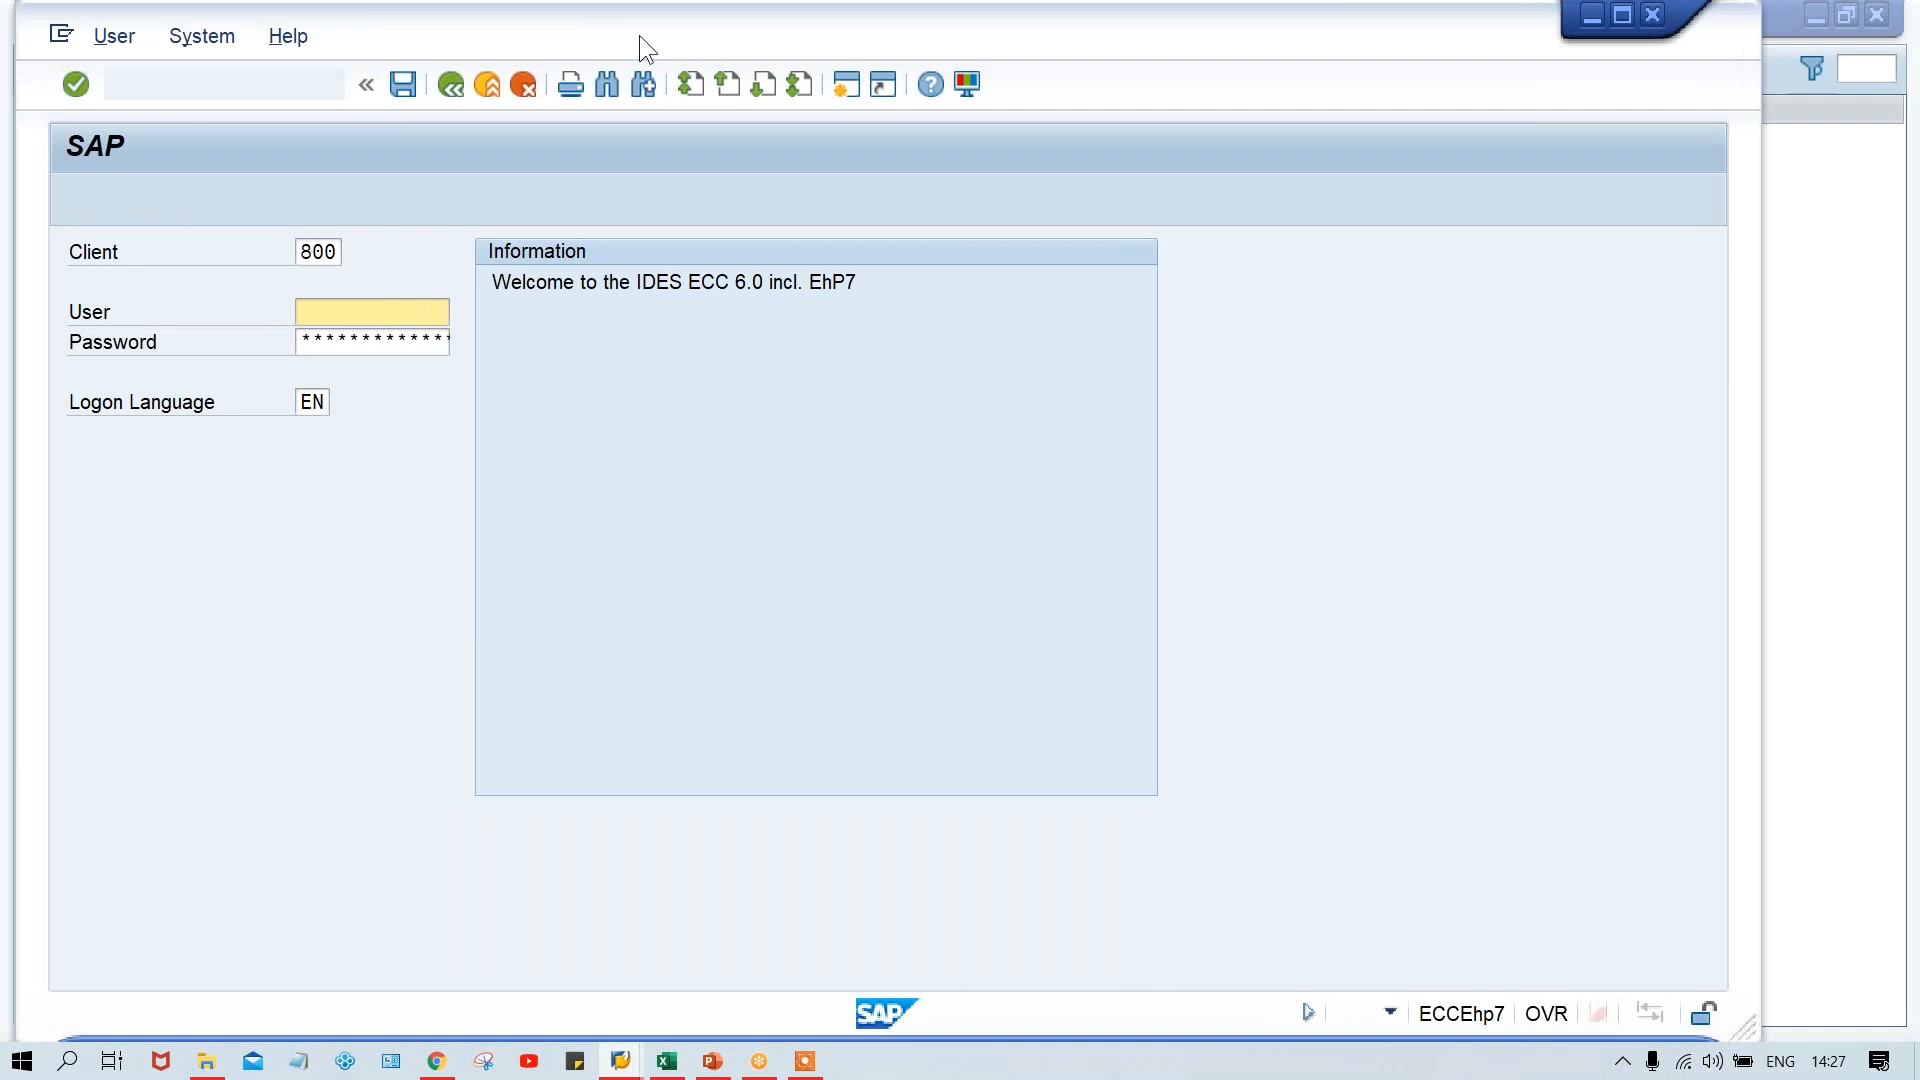 User System Help
SAP
Client 800
User
Password *************
Logon Language EN
Information
Welcome to the IDES ECC 6.0 incl. EhP7
SAP
ECCEhp7 OVR
ENG 14:27